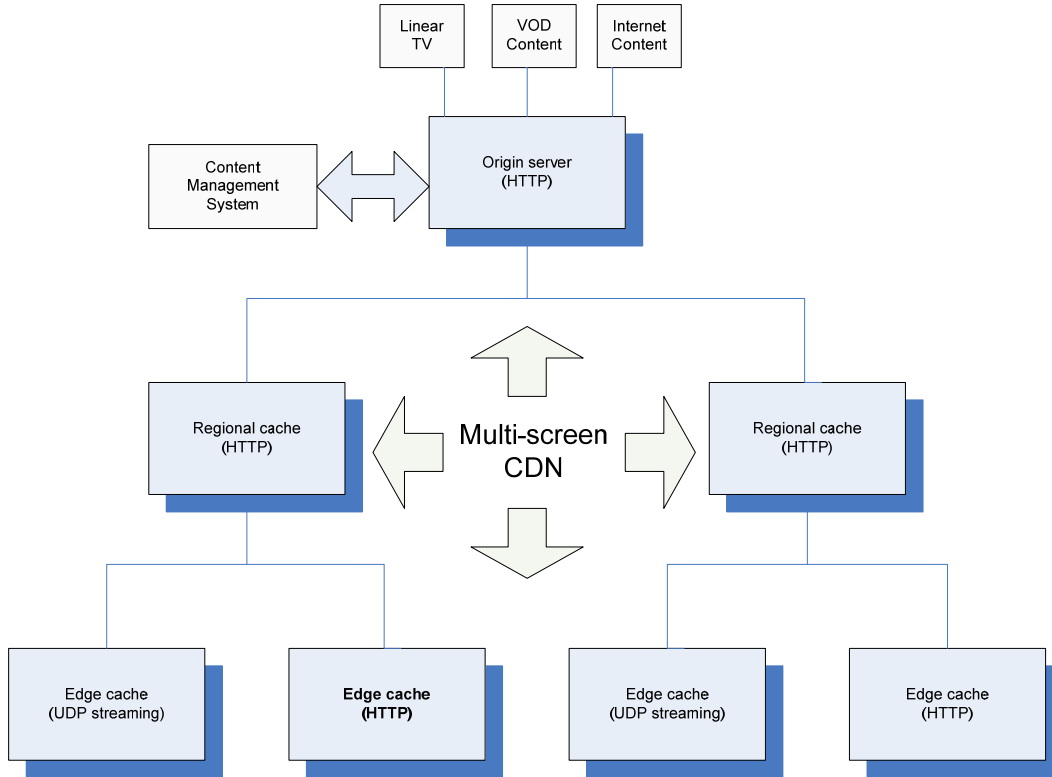 Linear
TV
VOD
Content
Internet
Content
Content
Management
System
Origin server
(HTTP)
Regional cache
(HTTP)
Multi-screen
CDN
Regional cache
(HTTP)
Edge cache
(UDP streaming)
Edge cache
(HTTP)
Edge cache
(UDP streaming)
Edge cache
(HTTP)